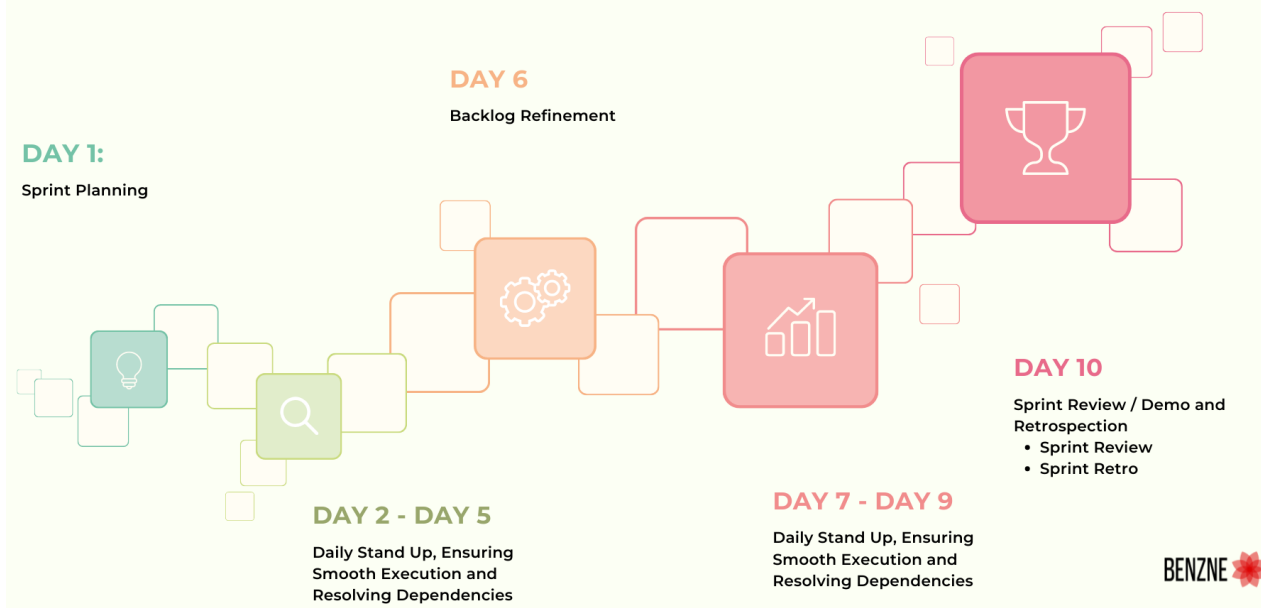 DAY 1:
Sprint Planning
DAY 2 - DAY 5
Daily Stand Up, Ensuring
Smooth Execution and
Resolving Dependencies
DAY 6
Backlog Refinement
DAY 7 - DAY 9
Daily Stand Up, Ensuring
Smooth Execution and
Resolving Dependencies
DAY 10
Sprint Review / Demo and
Retrospection
• Sprint Review
• Sprint Retro
BENZNE